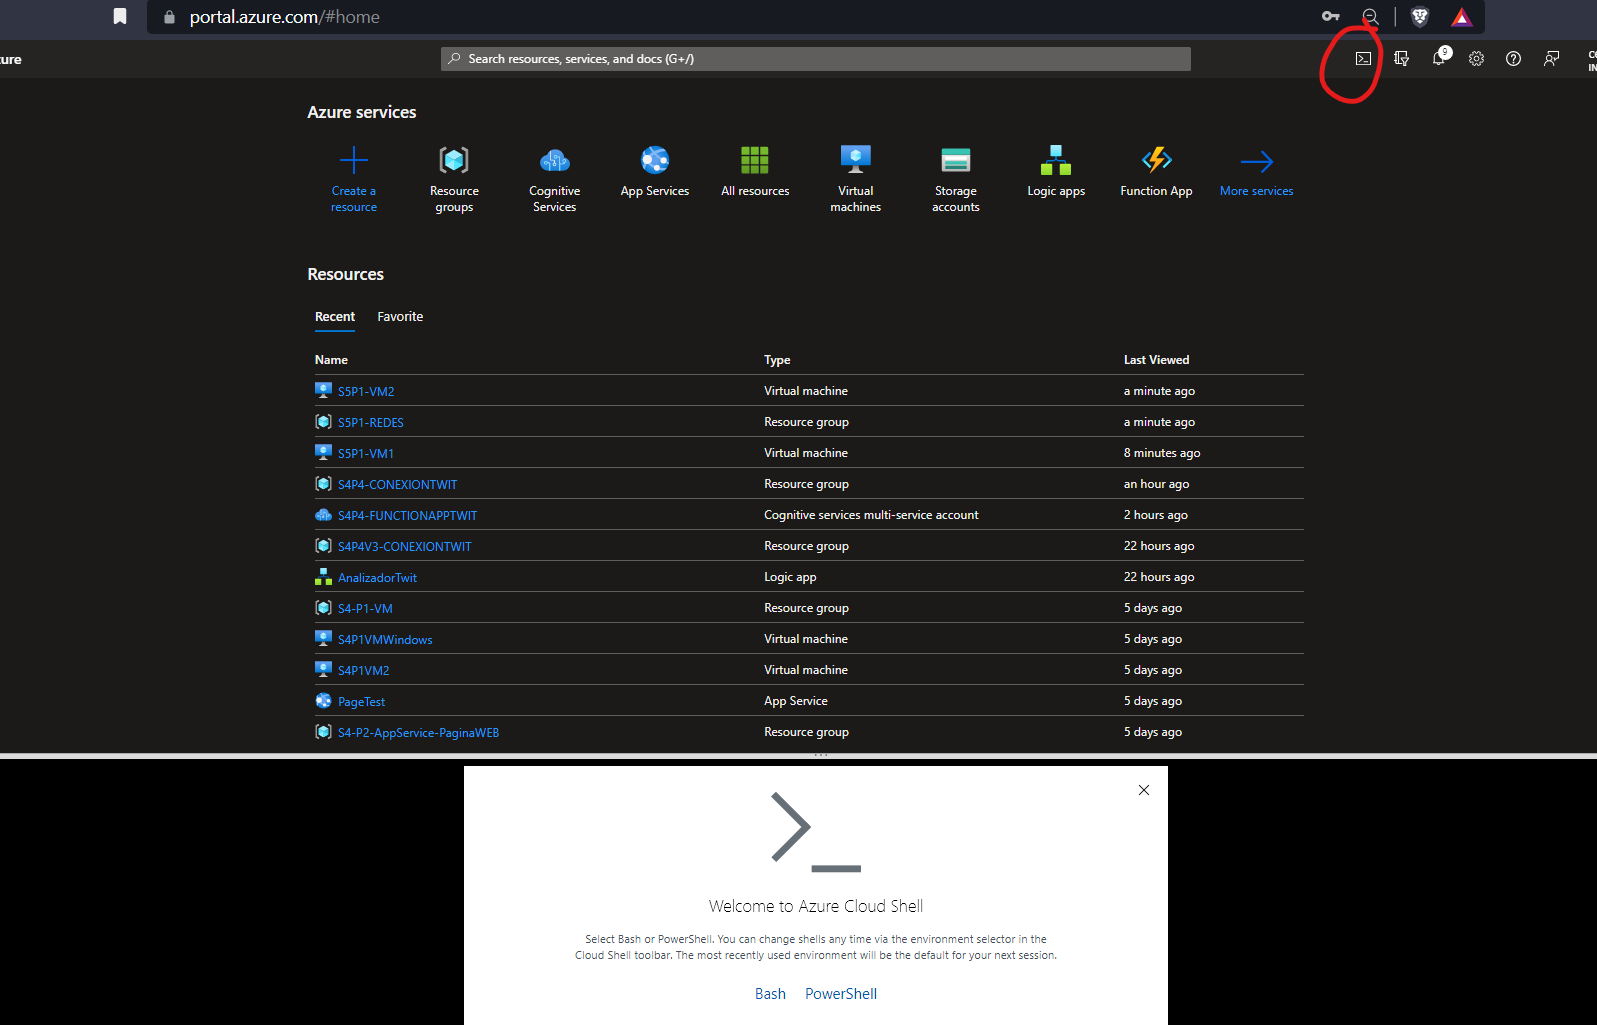 portal.azure.com/#home
ure
Search resources, services, and docs (G+/)
9
Azure services
Create a
resource
Resource
groups
Cognitive
Services
App Services
All resources
Virtual
machines
Storage
accounts
Logic apps
Function App
More services
Resources
Recent Favorite
Name Type Last Viewed
S5P1-VM2 Virtual machine a minute ago
S5P1-REDES Resource group a minute ago
S5P1-VM1 Virtual machine 8 minutes ago
S4P4-CONEXIONTWIT Resource group an hour ago
S4P4-FUNCTIONAPPTWIT Cognitive services multi-service account 2 hours ago
S4P4V3-CONEXIONTWIT Resource group 22 hours ago
AnalizadorTwit Logic app 22 hours ago
S4-P1-VM Resource group 5 days ago
S4P1VMWindows Virtual machine 5 days ago
S4P1VM2 Virtual machine 5 days ago
PageTest App Service 5 days ago
S4-P2-AppService-PaginaWEB Resource group 5 days ago
Welcome to Azure Cloud Shell
Select Bash or PowerShell. You can change shells any time via the environment selector in the
Cloud Shell toolbar. The most recently used environment will be the default for your next session.
Bash PowerShell